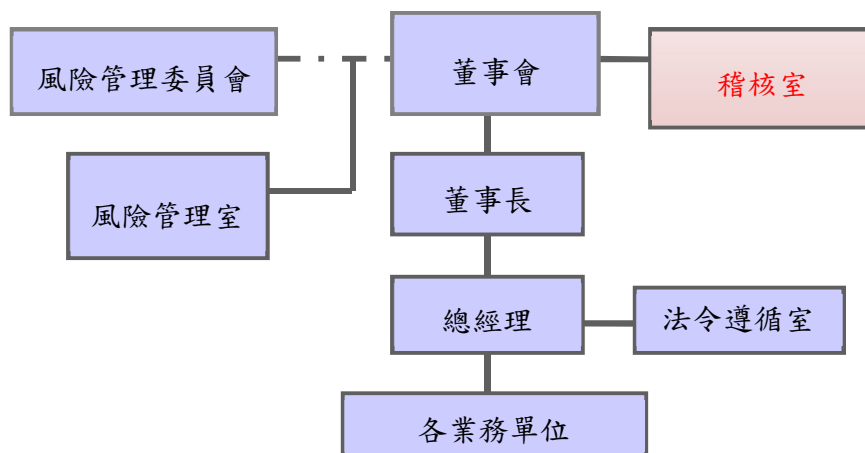 風險管理委員會
董事會
稽核室
風險管理室
董事長
總經理
法令遵循室
各業務單位